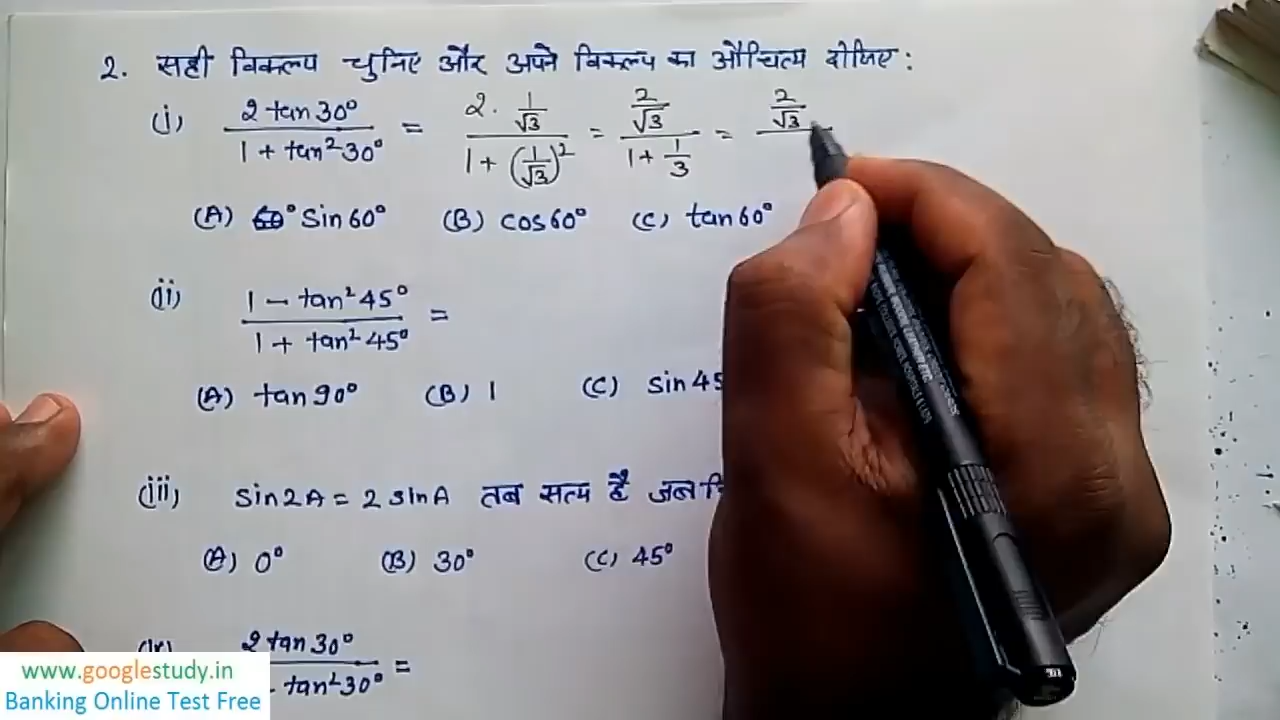 2. सही विकल्प चुनिए और अपने विकल्प का औचित्य दीजिए :
(i) 2 tan 30° / 1 + tan² 30° = 2 · 1/√3 / 1 + (1/√3)² = 2/√3 / 1 + 1/3 = 2/√3
(A) sin 60° (B) cos 60° (C) tan 60°
(ii) 1 − tan² 45° / 1 + tan² 45° =
(A) tan 90° (B) 1 (C) sin 45
(iii) sin 2A = 2 sin A तब सत्य है
(A) 0° (B) 30° (C) 45°
2 tan 30° / tan² 30° =
www.googlestudy.in
Banking Online Test Free